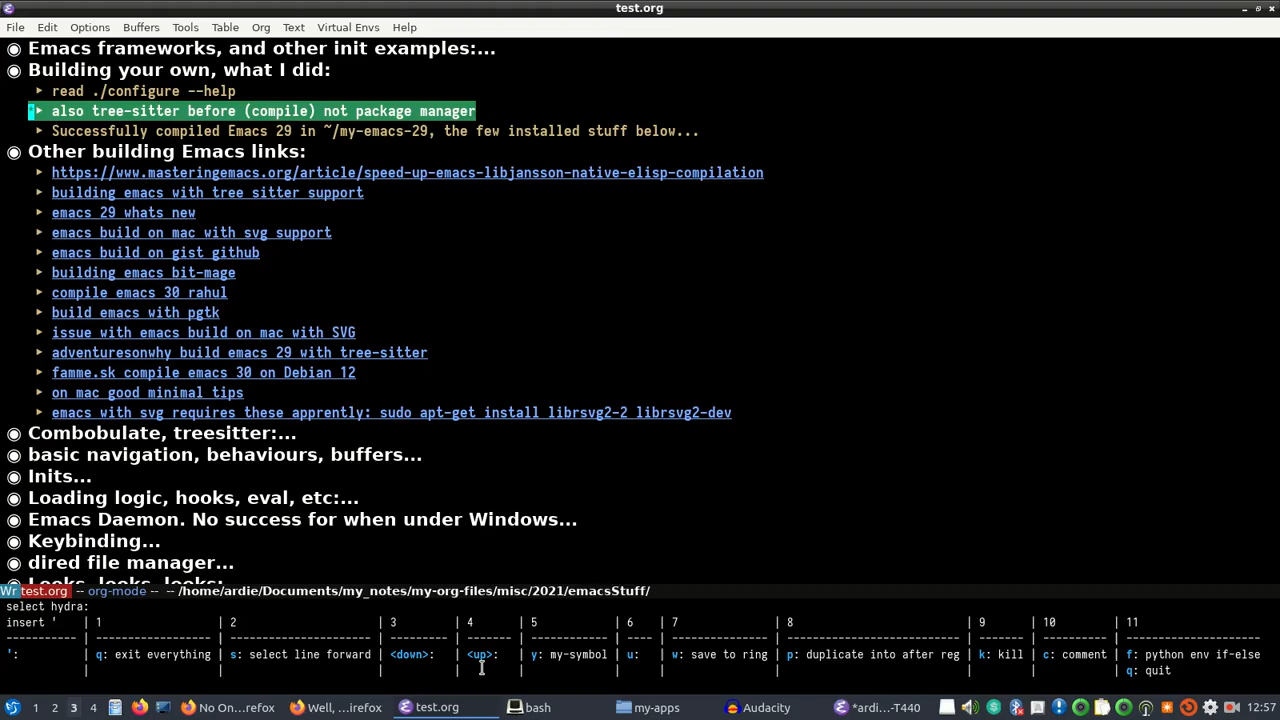 test.org
File Edit Options Buffers Tools Table Org Text Virtual Envs Help
◉ Emacs frameworks, and other init examples:...
◉ Building your own, what I did:
▸ read ./configure --help
▸ also tree-sitter before (compile) not package manager
▸ Successfully compiled Emacs 29 in ~/my-emacs-29, the few installed stuff below...
◉ Other building Emacs links:
▸ https://www.masteringemacs.org/article/speed-up-emacs-libjansson-native-elisp-compilation
▸ building emacs with tree sitter support
▸ emacs 29 whats new
▸ emacs build on mac with svg support
▸ emacs build on gist github
▸ building emacs bit-mage
▸ compile emacs 30 rahul
▸ build emacs with pgtk
▸ issue with emacs build on mac with SVG
▸ adventuresonwhy build emacs 29 with tree-sitter
▸ famme.sk compile emacs 30 on Debian 12
▸ on mac good minimal tips
▸ emacs with svg requires these apprently: sudo apt-get install librsvg2-2 librsvg2-dev
◉ Combobulate, treesitter:...
◉ basic navigation, behaviours, buffers...
◉ Inits...
◉ Loading logic, hooks, eval, etc:...
◉ Emacs Daemon. No success for when under Windows...
◉ Keybinding...
◉ dired file manager...
◉ Looks, looks, looks:
Wr test.org -- org-mode -- -- /home/ardie/Documents/my_notes/my-org-files/misc/2021/emacsStuff/
select hydra:
insert ' | 1 | 2 | 3 | 4 | 5 | 6 | 7 | 8 | 9 | 10 | 11
----------- | ----------------- | ---------------------- | -------- | ------- | ------------ | ---- | --------------- | --------------------------- | ------- | ---------- | --------------------
': | q: exit everything | s: select line forward | <down>: | <up>: | y: my-symbol | u: | w: save to ring | p: duplicate into after reg | k: kill | c: comment | f: python env if-else
| | | | | | | | | | | q: quit
1 2 3 4 No On...refox Well, ...irefox test.org bash my-apps Audacity *ardi...-T440 12:57